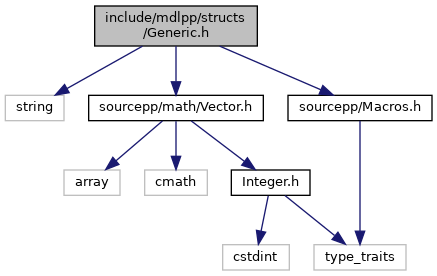 include/mdlpp/structs
/Generic.h
string
sourcepp/math/Vector.h
sourcepp/Macros.h
array
cmath
Integer.h
cstdint
type_traits